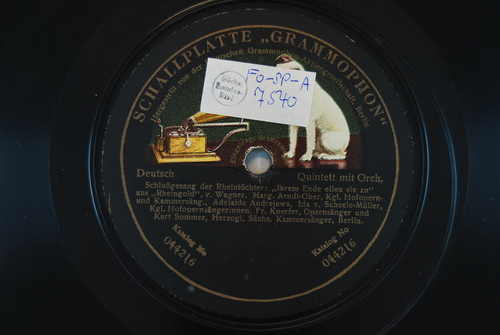 SCHALLPLATTE „GRAMMOPHON"
Hergestellt von der Deutschen Grammophon-Aktiengesellschaft, Berlin
Sächs.
FO-SP-A
7540
Deutsch
Quintett mit Orch.
Schlußgesang der Rheintöchter: „Ihrem Ende eilen sie zu"
aus „Rheingold", v. Wagner. Marg. Arndt-Ober, Kgl. Hofopern-
und Kammersäng., Adelaide Andrejewa, Ida v. Scheele-Müller,
Kgl. Hofopernsängerinnen, Fr. Koerfer, Opernsänger und
Kurt Sommer, Herzogl. Sächs. Kammersänger, Berlin.
Katalog No
044216
Katalog No
044216